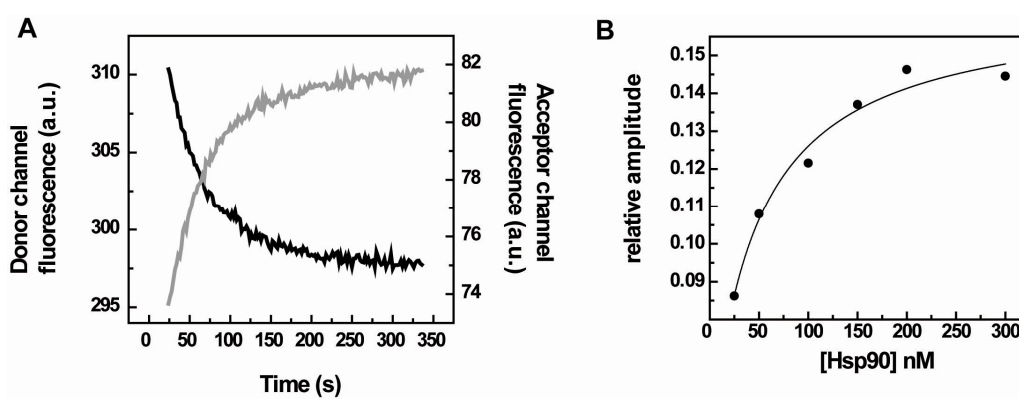 A
Donor channel
fluorescence (a.u.)
310
305
300
295
82
80
78
76
74
Acceptor channel
fluorescence (a.u.)
0 50 100 150 200 250 300 350
Time (s)
B
relative amplitude
0.15
0.14
0.13
0.12
0.11
0.10
0.09
0 50 100 150 200 250 300
[Hsp90] nM